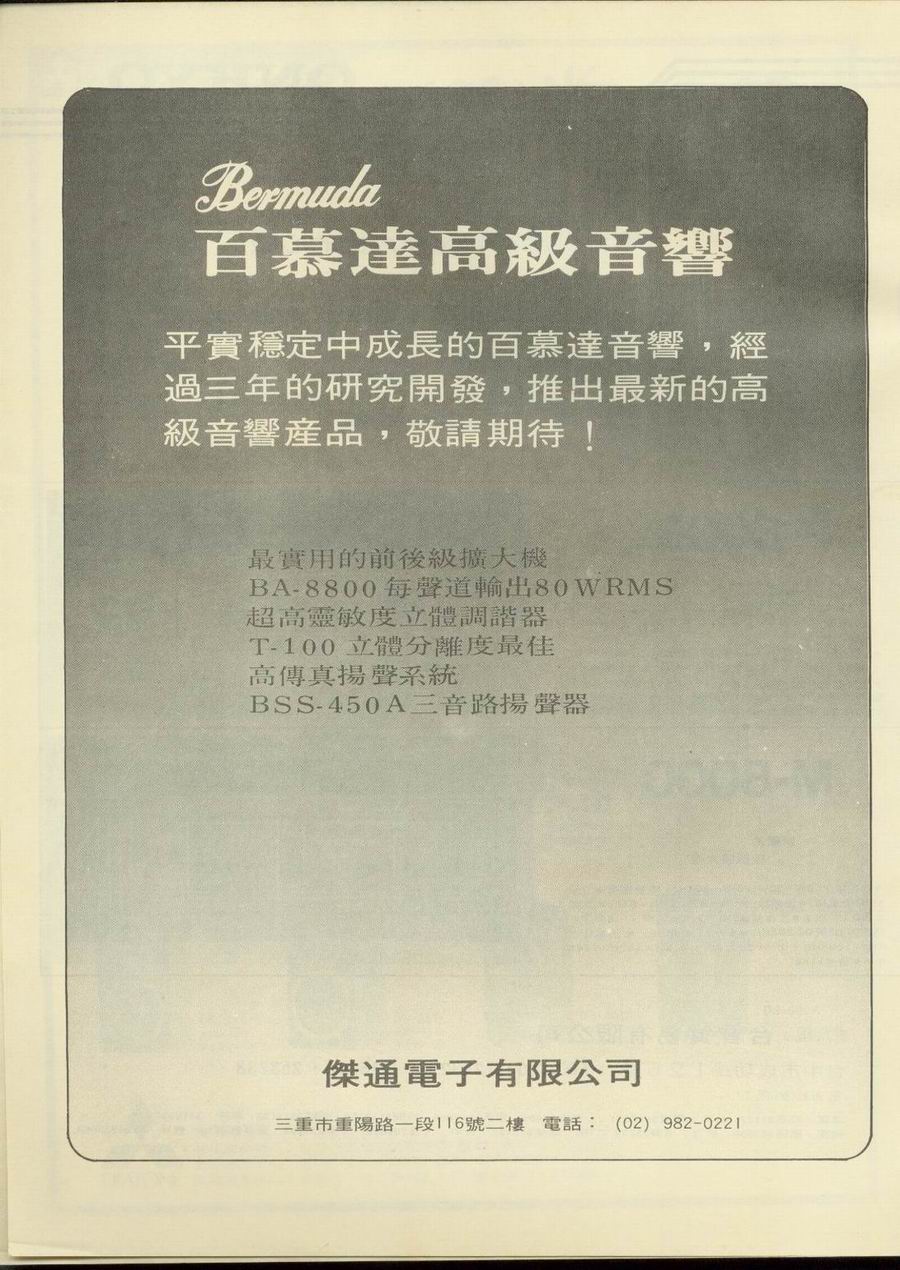 Bermuda
百慕達高級音響
平實穩定中成長的百慕達音響，經
過三年的研究開發，推出最新的高
級音響産品，敬請期待！
最實用的前後級擴大機
BA-8800每聲道輸出80WRMS
超高靈敏度立體調諧器
T-100 立體分離度最佳
高傳真揚聲系統
BSS-450A三音路揚聲器
傑通電子有限公司
三重市重陽路一段116號二樓 電話：(02) 982-0221